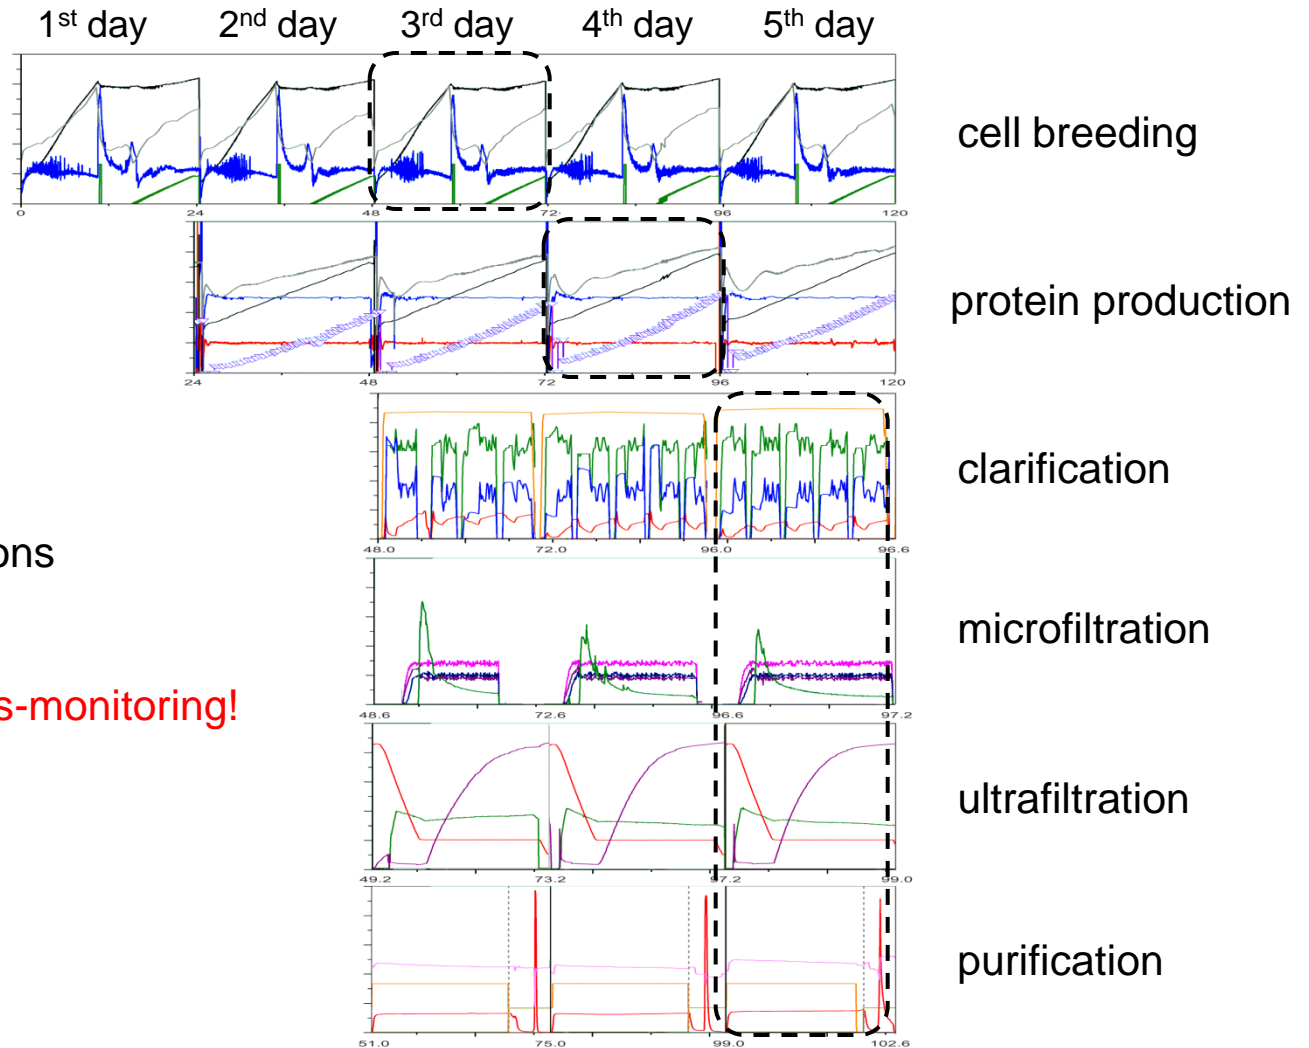 1st day 2nd day 3rd day 4th day 5th day
cell breeding
0 24 48 72 96 120
protein production
24 48 72 96 120
clarification
48.0 72.0 96.0 96.6
ons
microfiltration
s-monitoring!
48.6 72.6 96.6 97.2
ultrafiltration
49.2 73.2 97.2 99.0
purification
51.0 75.0 99.0 102.6